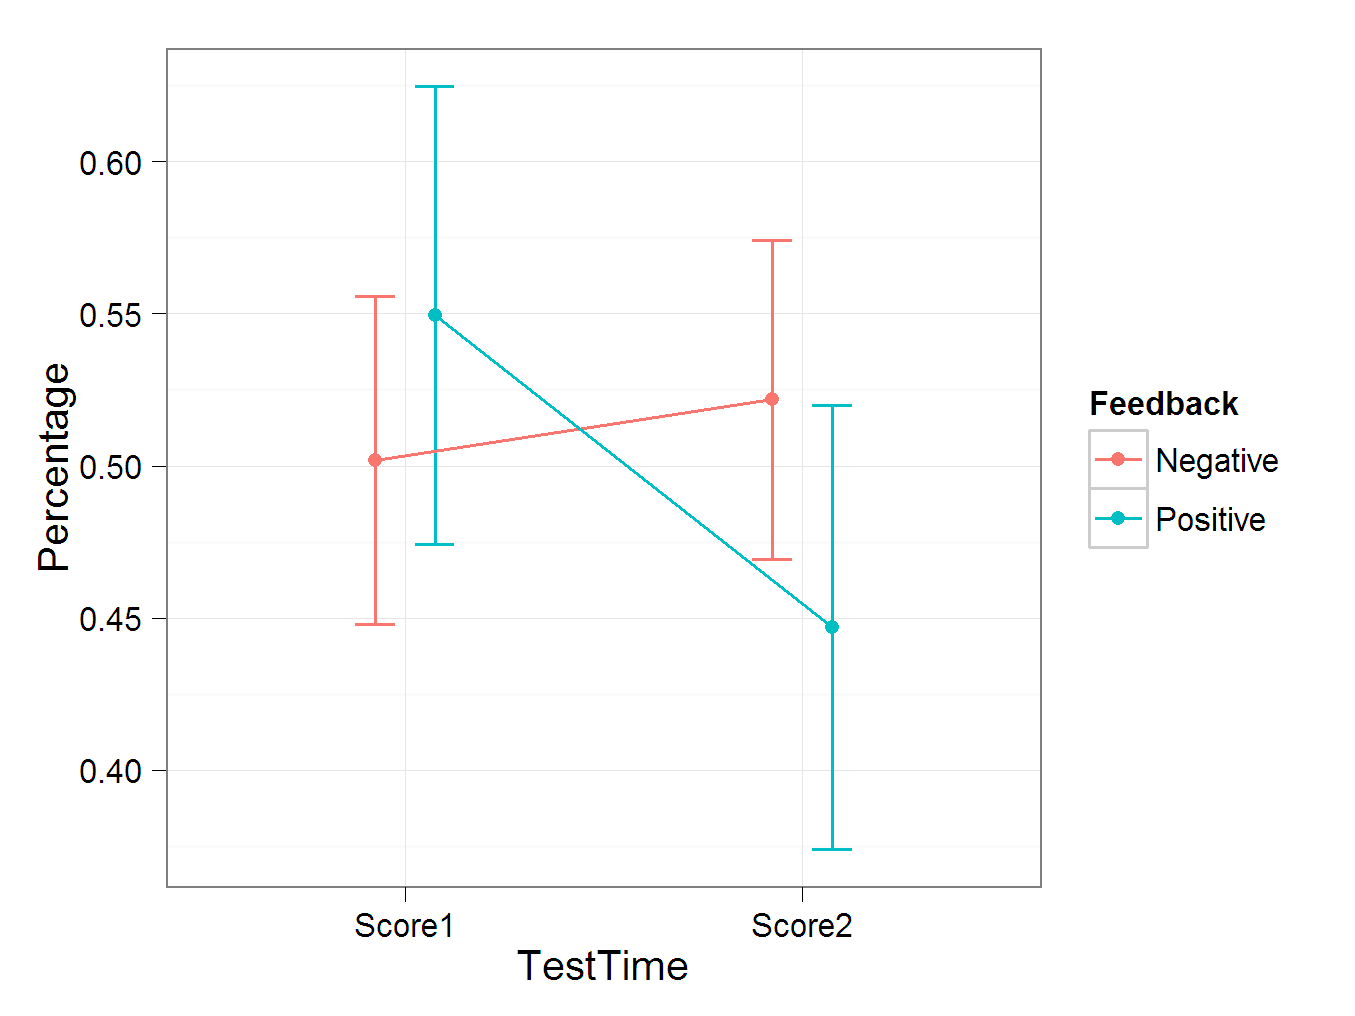 Percentage
0.60
0.55
0.50
0.45
0.40
Score1
Score2
TestTime
Feedback
Negative
Positive